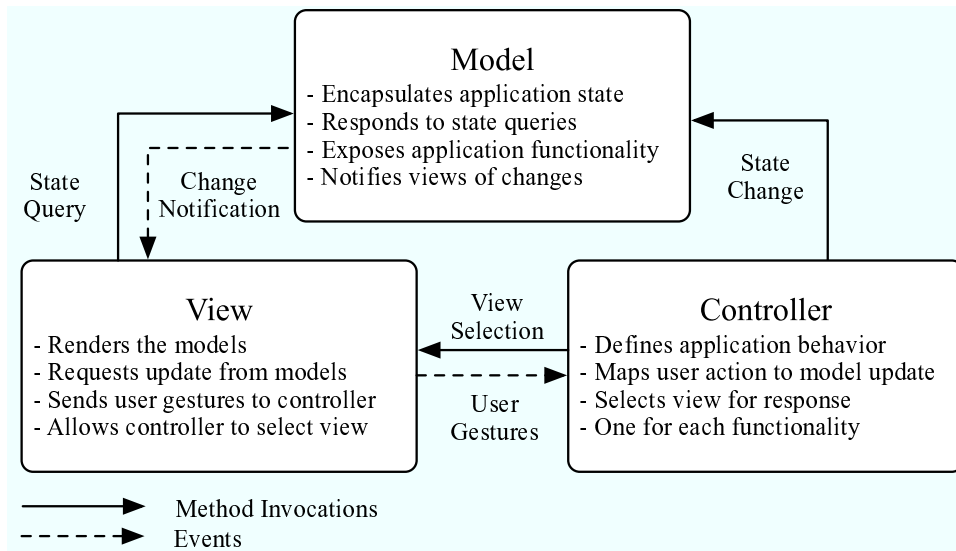 Model
- Encapsulates application state
- Responds to state queries
- Exposes application functionality
- Notifies views of changes
State
Query
Change
Notification
State
Change
View
- Renders the models
- Requests update from models
- Sends user gestures to controller
- Allows controller to select view
View
Selection
User
Gestures
Controller
- Defines application behavior
- Maps user action to model update
- Selects view for response
- One for each functionality
Method Invocations
Events